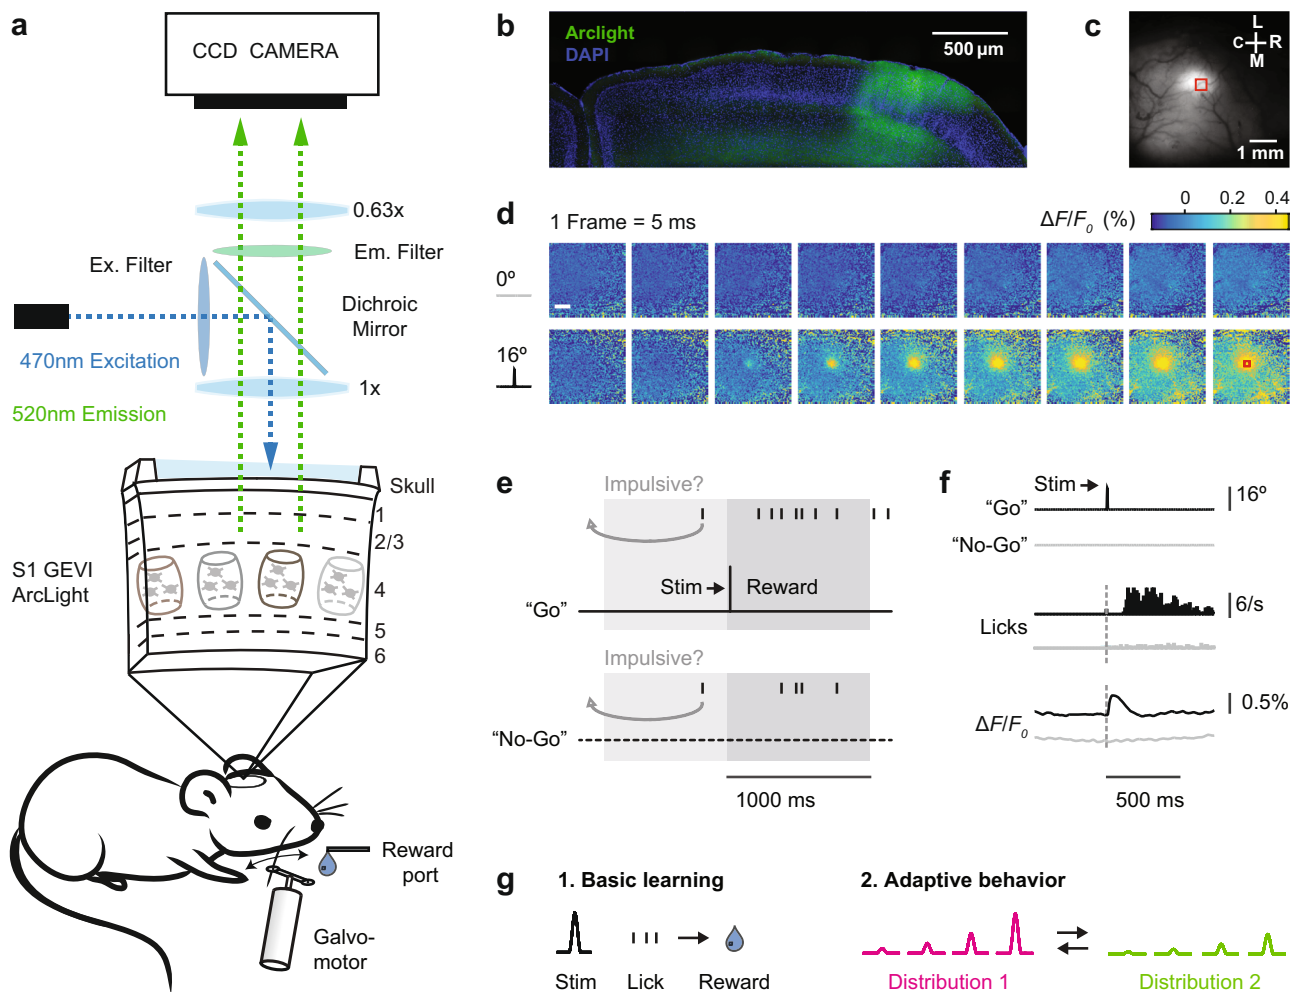 a
CCD CAMERA
0.63x
Em. Filter
Ex. Filter
Dichroic
Mirror
470nm Excitation
1x
520nm Emission
Skull
1
2/3
S1 GEVI
ArcLight
4
5
6
Reward
port
Galvo-
motor
b
Arclight
DAPI
500 µm
c
L
C R
M
1 mm
d
1 Frame = 5 ms
ΔF/F0 (%)
0 0.2 0.4
0º
16º
e
Impulsive?
Stim
Reward
“Go”
Impulsive?
“No-Go”
1000 ms
f
Stim
“Go”
16º
“No-Go”
6/s
Licks
0.5%
ΔF/F0
500 ms
g
1. Basic learning
Stim Lick Reward
2. Adaptive behavior
Distribution 1
Distribution 2